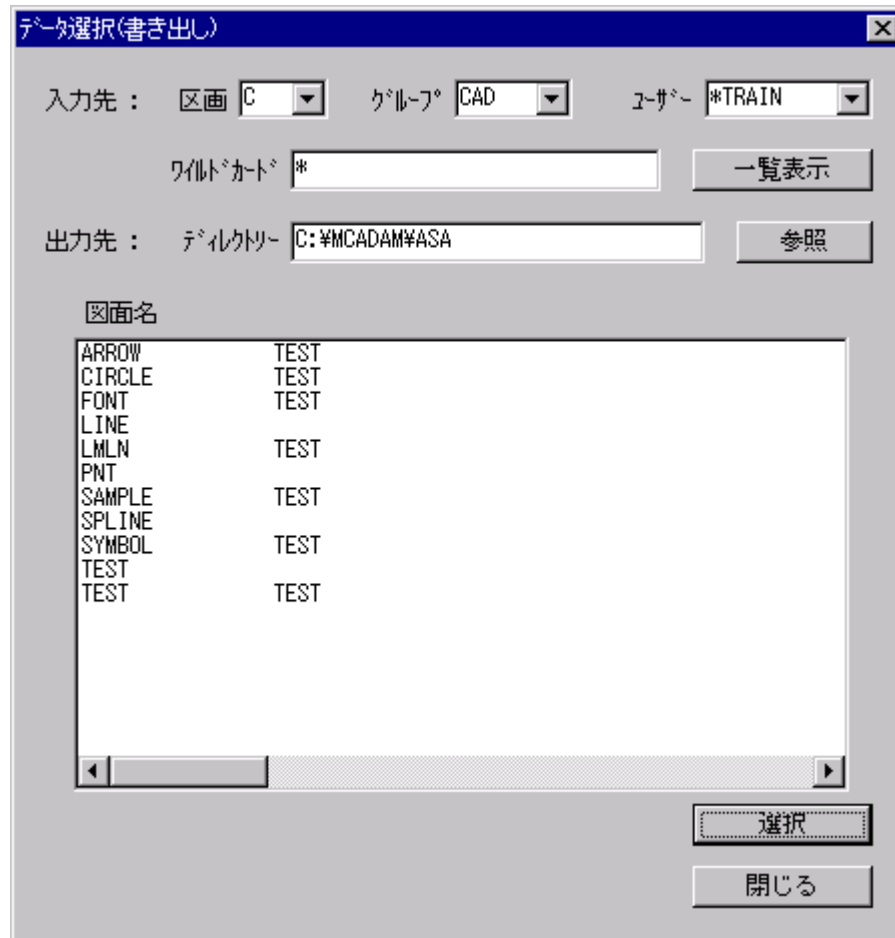 ﾃﾞｰﾀ選択(書き出し)
入力先： 区画 C ｸﾞﾙｰﾌﾟ CAD ﾕｰｻﾞｰ *TRAIN
ﾜｲﾙﾄﾞｶｰﾄﾞ * 一覧表示
出力先： ﾃﾞｨﾚｸﾄﾘｰ C:¥MCADAM¥ASA 参照
図面名
ARROW TEST
CIRCLE TEST
FONT TEST
LINE
LMLN TEST
PNT
SAMPLE TEST
SPLINE
SYMBOL TEST
TEST
TEST TEST
選択
閉じる